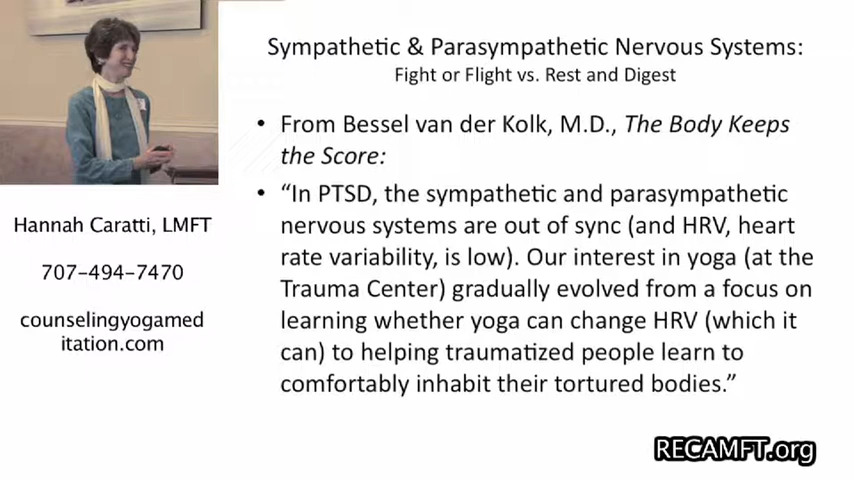 Sympathetic & Parasympathetic Nervous Systems:
Fight or Flight vs. Rest and Digest
• From Bessel van der Kolk, M.D., The Body Keeps
the Score:
• “In PTSD, the sympathetic and parasympathetic
nervous systems are out of sync (and HRV, heart
rate variability, is low). Our interest in yoga (at the
Trauma Center) gradually evolved from a focus on
learning whether yoga can change HRV (which it
can) to helping traumatized people learn to
comfortably inhabit their tortured bodies.”
Hannah Caratti, LMFT
707-494-7470
counselingyogamed
itation.com
RECAMFT.org